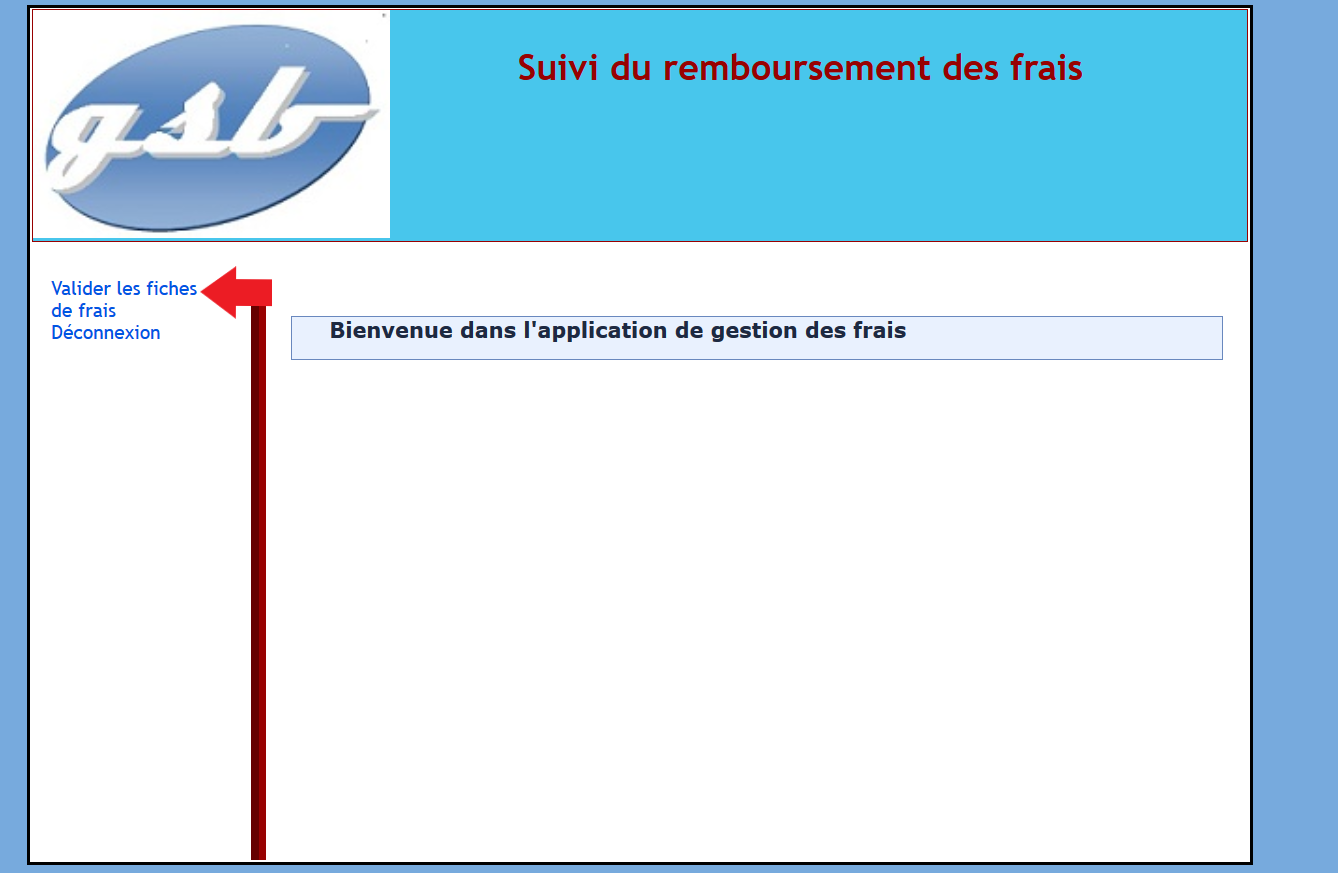 gsb
Suivi du remboursement des frais
Valider les fiches
de frais
Déconnexion
Bienvenue dans l'application de gestion des frais